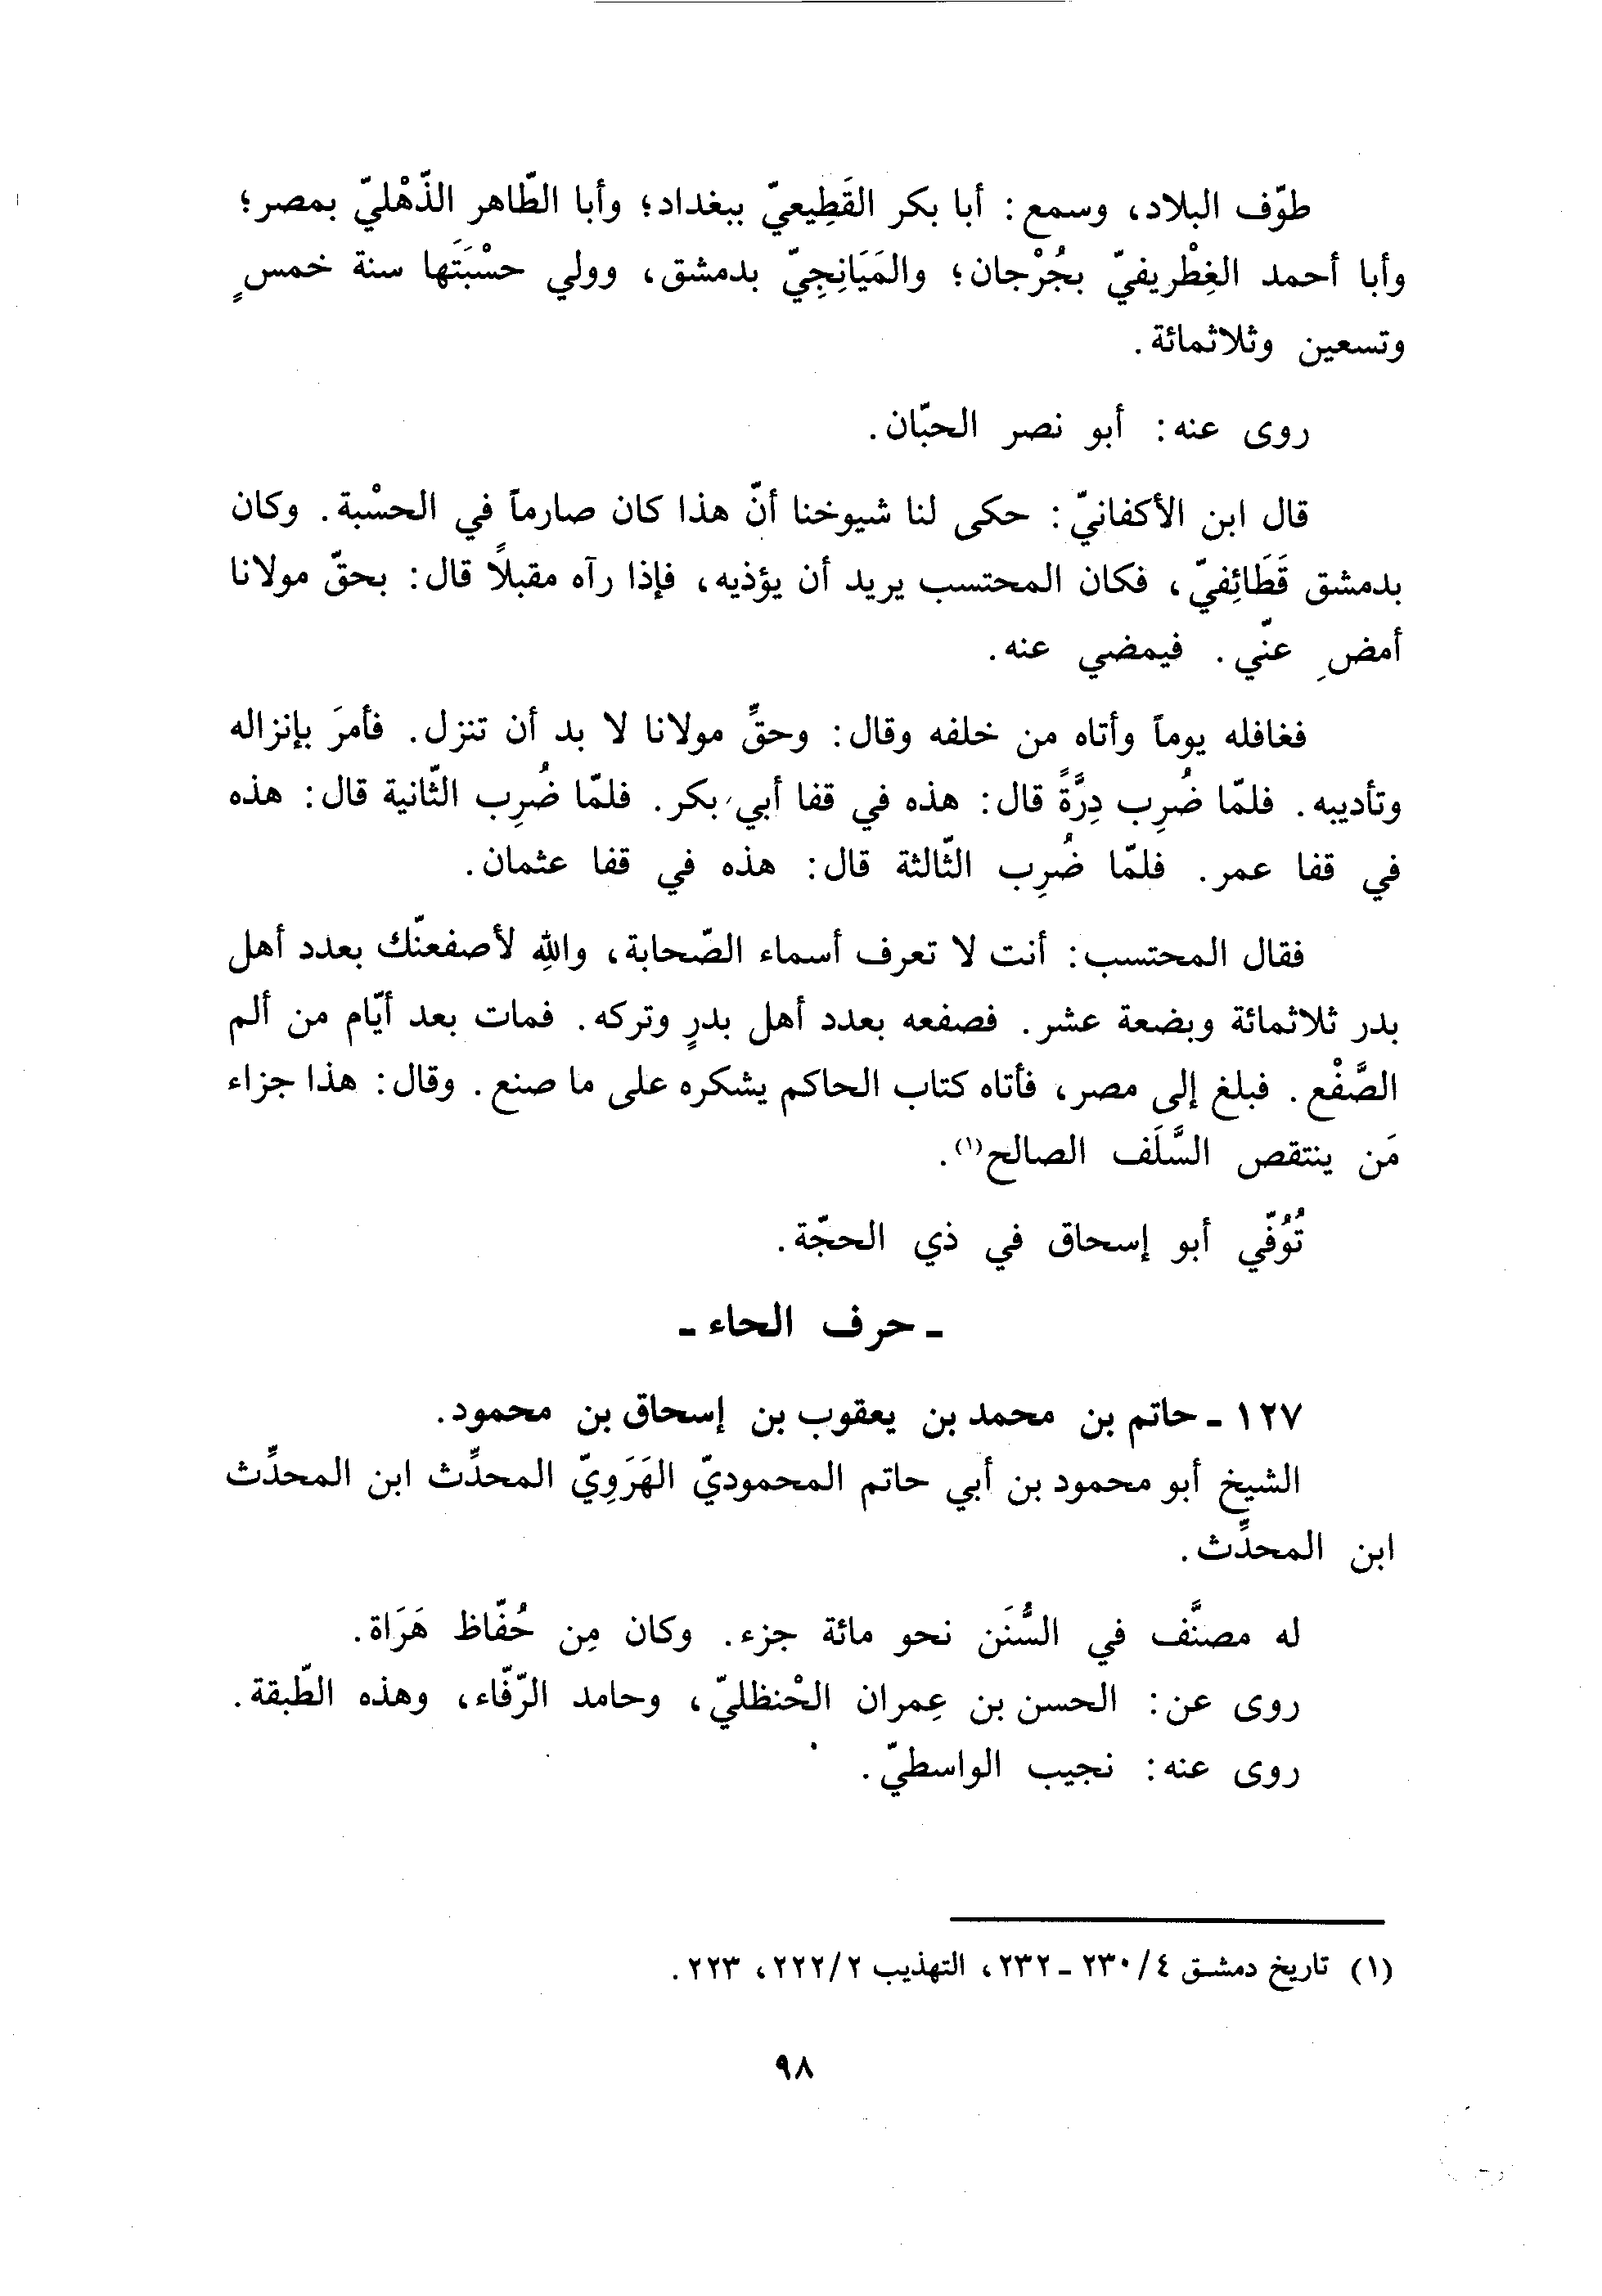 طوّف البلاد، وسمع: أبا بكر القَطِيعيّ ببغداد؛ وأبا الطّاهر الذّهْليّ بمصر؛
وأبا أحمد الغِطْريفيّ بجُرْجان؛ والمَيَانِجِيّ بدمشق، وولي حسْبَتَها سنة خمسٍ
وتسعين وثلاثمائة.
روى عنه: أبو نصر الحبّان.
قال ابن الأكفانيّ: حكى لنا شيوخنا أنّ هذا كان صارماً في الحسْبة. وكان
بدمشق قَطَائِفيّ، فكان المحتسب يريد أن يؤذيه، فإذا رآه مقبلاً قال: بحقّ مولانا
أمضِ عنّي. فيمضي عنه.
فغافله يوماً وأتاه من خلفه وقال: وحقِّ مولانا لا بد أن تنزل. فأمرَ بإنزاله
وتأديبه. فلمّا ضُرِب دِرَّةً قال: هذه في قفا أبي بكر. فلمّا ضُرِب الثّانية قال: هذه
في قفا عمر. فلمّا ضُرِب الثّالثة قال: هذه في قفا عثمان.
فقال المحتسب: أنت لا تعرف أسماء الصّحابة، واللهِ لأصفعنّك بعدد أهل
بدر ثلاثمائة وبضعة عشر. فصفعه بعدد أهل بدرٍ وتركه. فمات بعد أيّام من ألم
الصَّفْع. فبلغ إلى مصر، فأتاه كتاب الحاكم يشكره على ما صنع. وقال: هذا جزاء
مَن ينتقص السَّلَف الصالح(١).
تُوُفّي أبو إسحاق في ذي الحجّة.
ـ حرف الحاء ـ
١٢٧ ـ حاتم بن محمد بن يعقوب بن إسحاق بن محمود.
الشيخ أبو محمود بن أبي حاتم المحموديّ الهَرَوِيّ المحدِّث ابن المحدِّث
ابن المحدِّث.
له مصنَّف في السُّنَن نحو مائة جزء. وكان مِن حُفّاظ هَرَاة.
روى عن: الحسن بن عِمران الحْنظليّ، وحامد الرّفّاء، وهذه الطّبقة.
روى عنه: نجيب الواسطيّ.
(١) تاريخ دمشق ٤/ ٢٣٠ ـ ٢٣٢، التهذيب ٢/ ٢٢٢، ٢٢٣.
٩٨